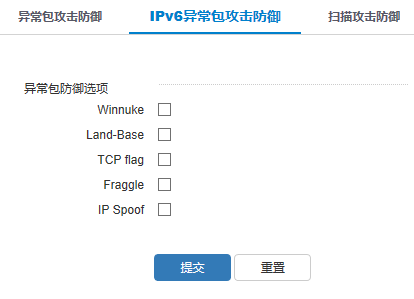 异常包攻击防御 IPv6异常包攻击防御 扫描攻击防御
异常包防御选项
Winnuke
Land-Base
TCP flag
Fraggle
IP Spoof
提交 重置